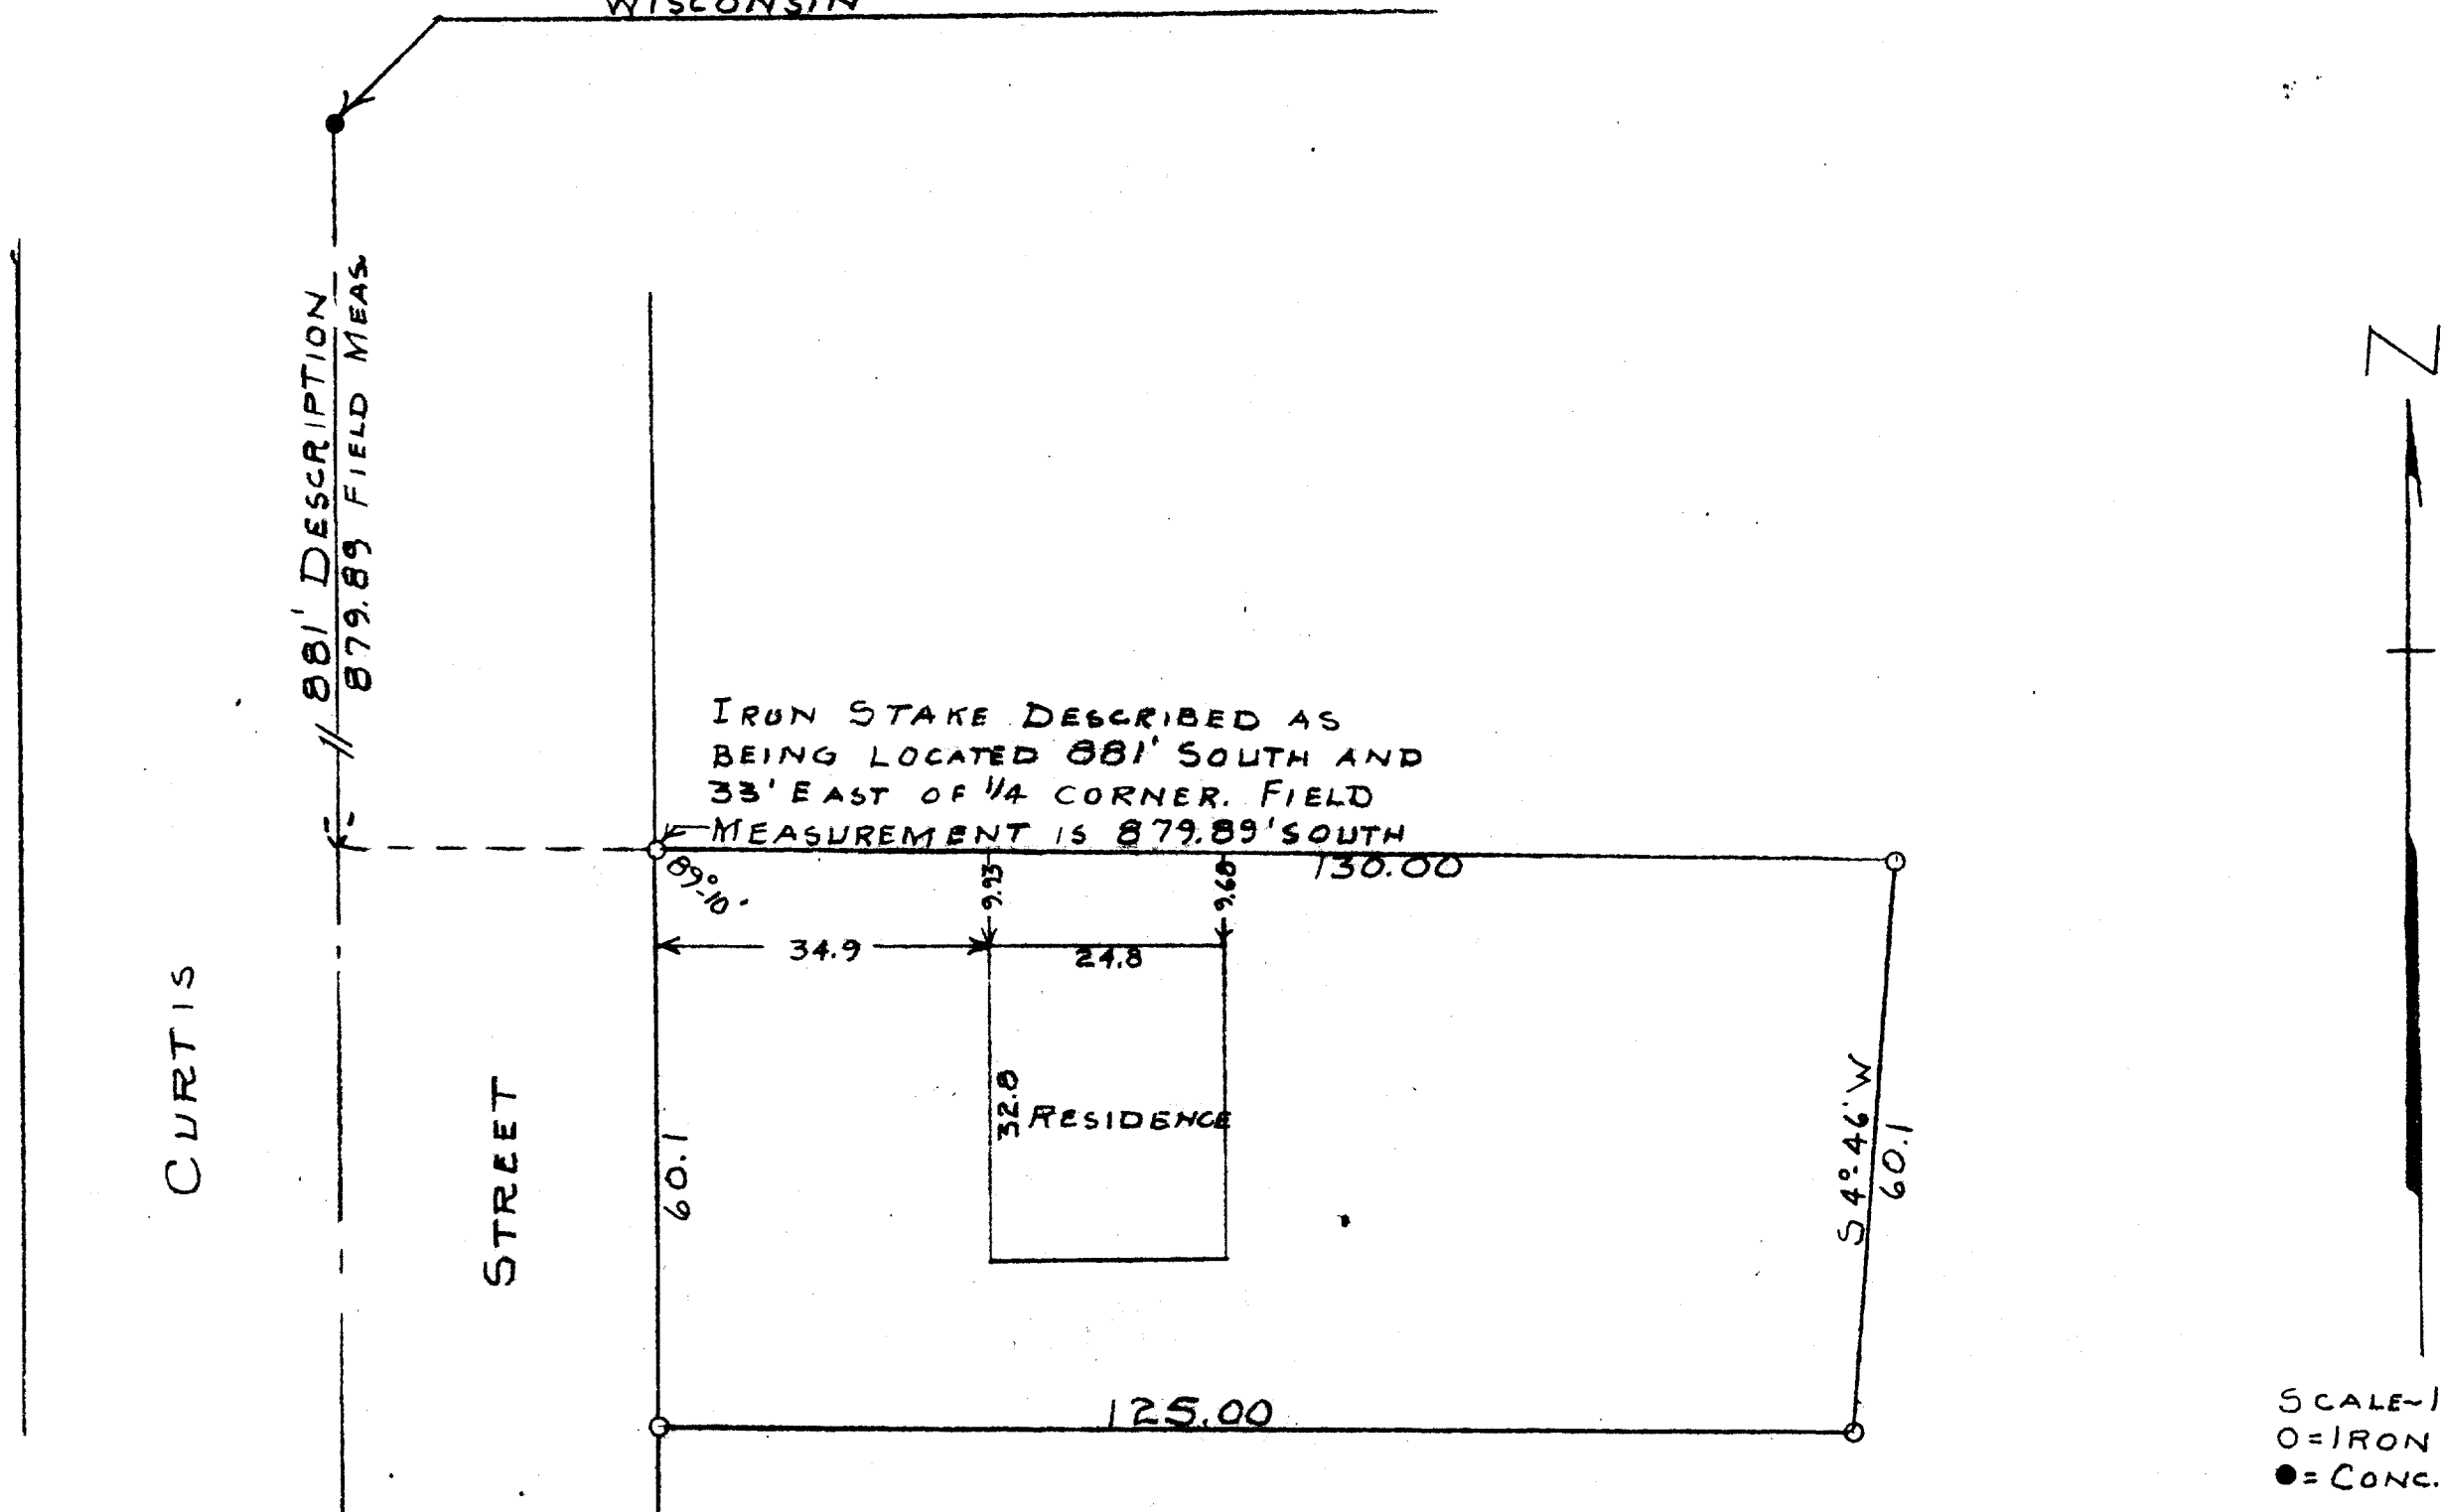 WISCONSIN
881' DESCRIPTION
879.89 FIELD MEAS.
N
IRON STAKE DESCRIBED AS
BEING LOCATED 881' SOUTH AND
33' EAST OF 1/4 CORNER. FIELD
MEASUREMENT IS 879.89' SOUTH
130.00
89°-10'
9.93
9.68
34.9
24.8
CURTIS
STREET
60.1
32.8
RESIDENCE
S 4°-46' W
60.1
125.00
SCALE~1
O=IRON
●=CONC.